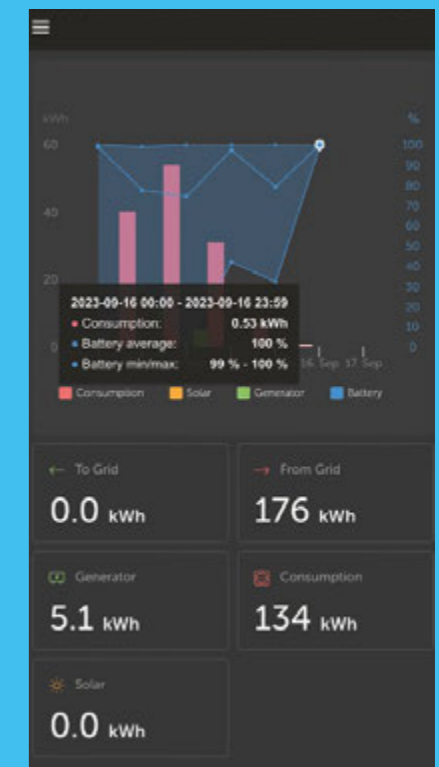 kWh %
60 100
90
80
40 70
60
50
40
20 30
20
10
0 0
2023-09-16 00:00 - 2023-09-16 23:59
Consumption: 0.53 kWh
Battery average: 100 %
Battery min/max: 99 % - 100 %
16. Sep 17. Sep
Consumption Solar Generator Battery
← To Grid → From Grid
0.0 kWh 176 kWh
Generator Consumption
5.1 kWh 134 kWh
Solar
0.0 kWh